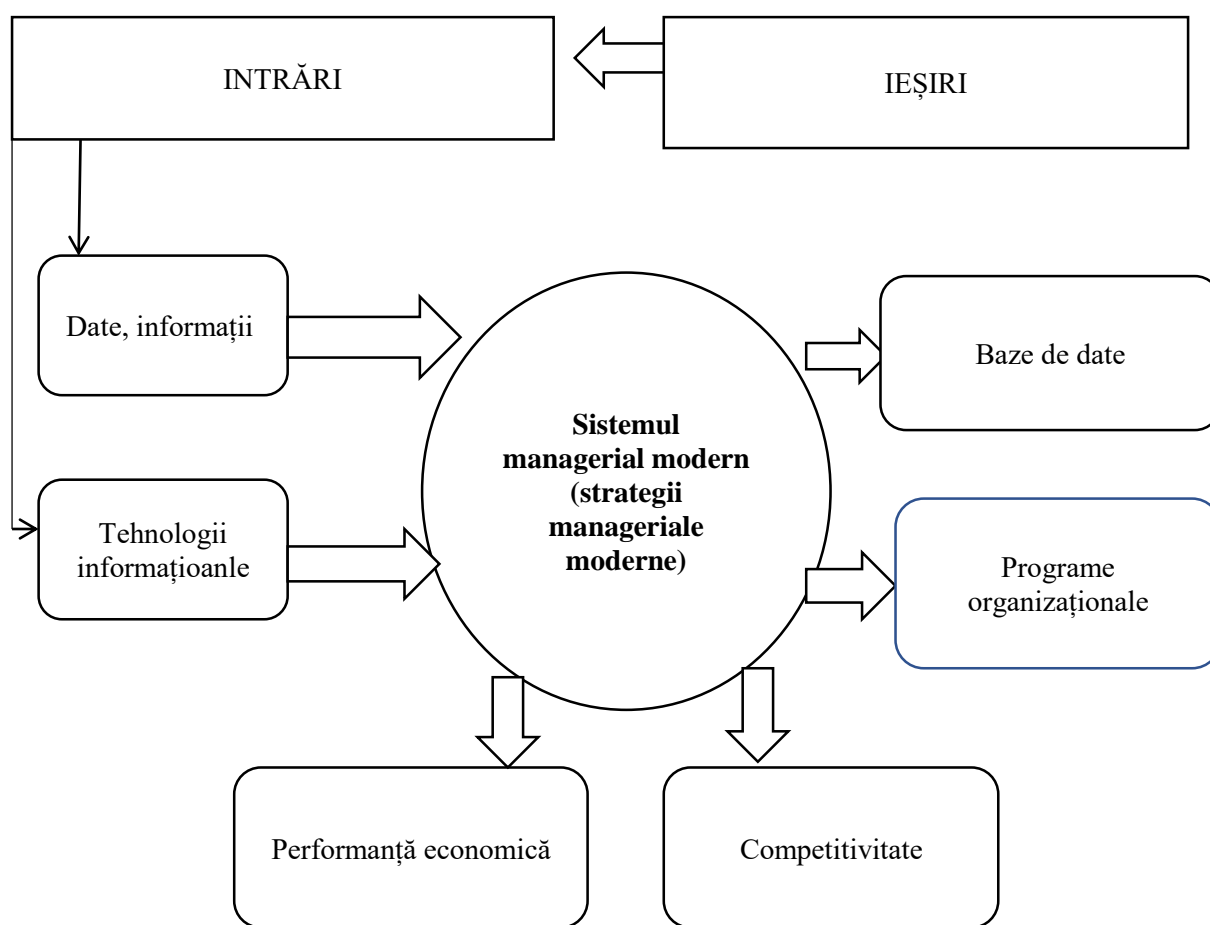 INTRĂRI
IEȘIRI
Date, informații
Baze de date
Sistemul
managerial modern
(strategii
manageriale
moderne)
Tehnologii
informațioanle
Programe
organizaționale
Performanță economică
Competitivitate